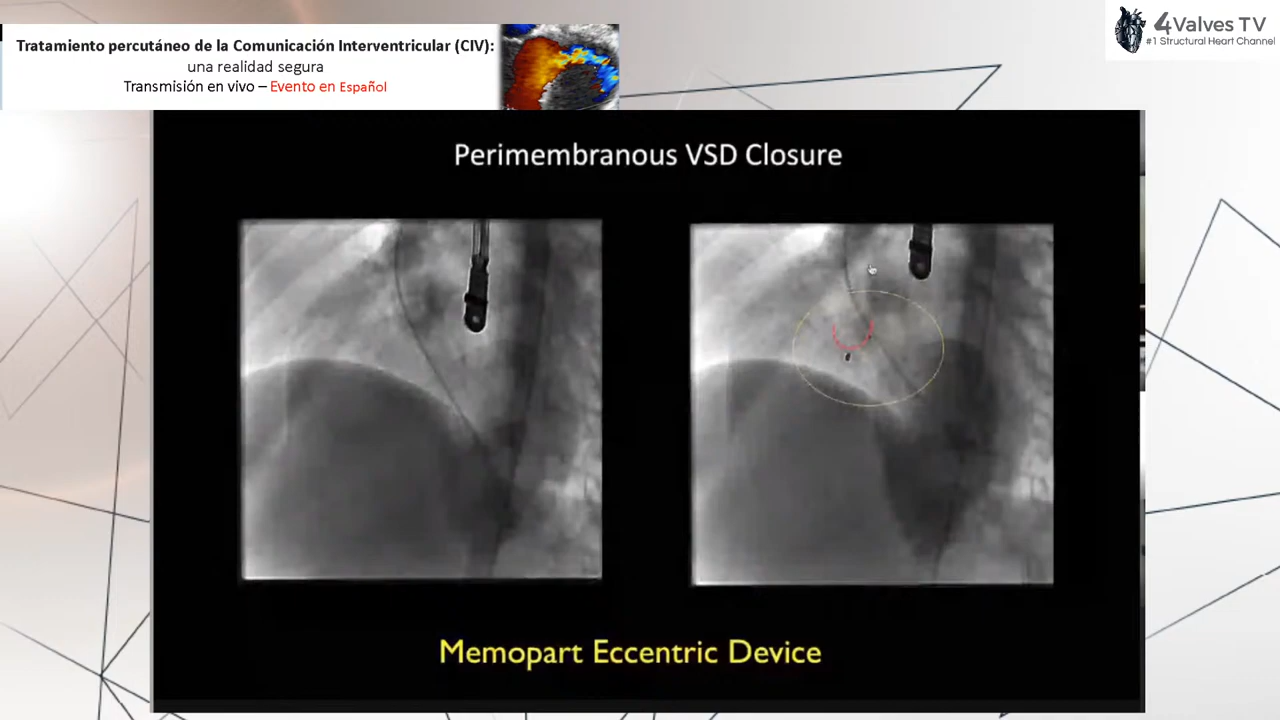 Tratamiento percutáneo de la Comunicación Interventricular (CIV):
una realidad segura
Transmisión en vivo – Evento en Español
4Valves TV
#1 Structural Heart Channel
Perimembranous VSD Closure
Memopart Eccentric Device